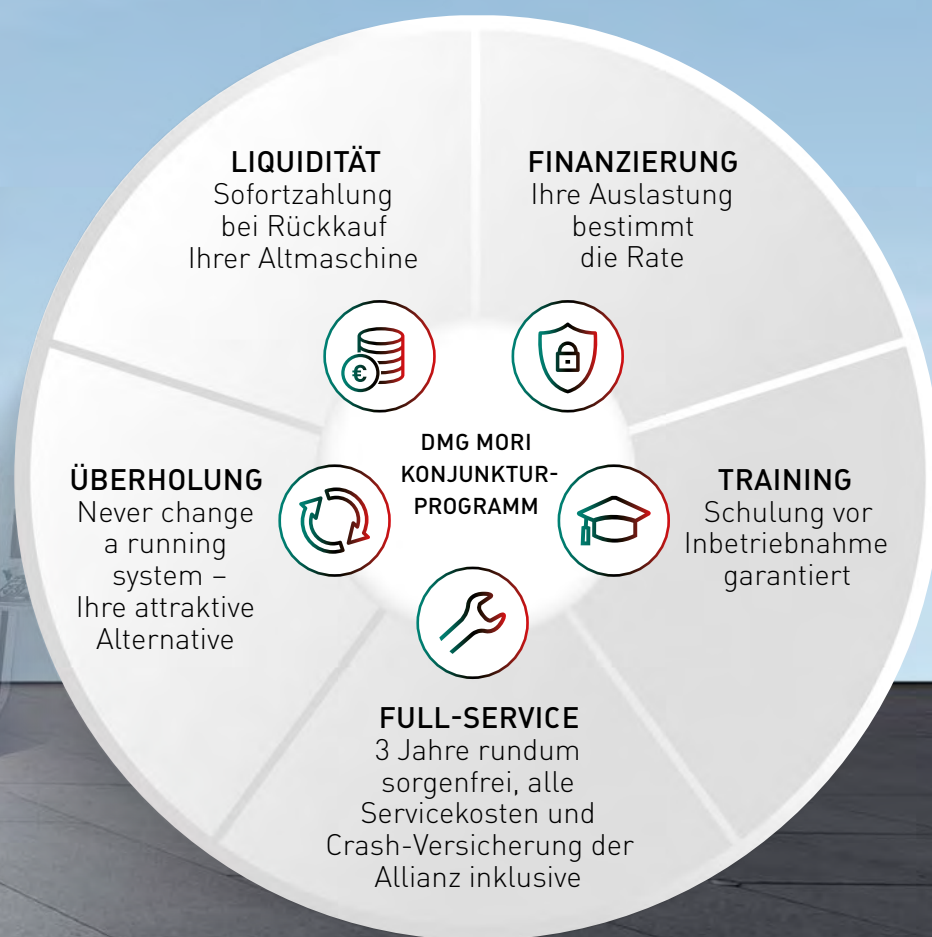 LIQUIDITÄT
Sofortzahlung
bei Rückkauf
Ihrer Altmaschine
FINANZIERUNG
Ihre Auslastung
bestimmt
die Rate
€
DMG MORI
KONJUNKTUR-
PROGRAMM
ÜBERHOLUNG
Never change
a running
system –
Ihre attraktive
Alternative
TRAINING
Schulung vor
Inbetriebnahme
garantiert
FULL-SERVICE
3 Jahre rundum
sorgenfrei, alle
Servicekosten und
Crash-Versicherung der
Allianz inklusive